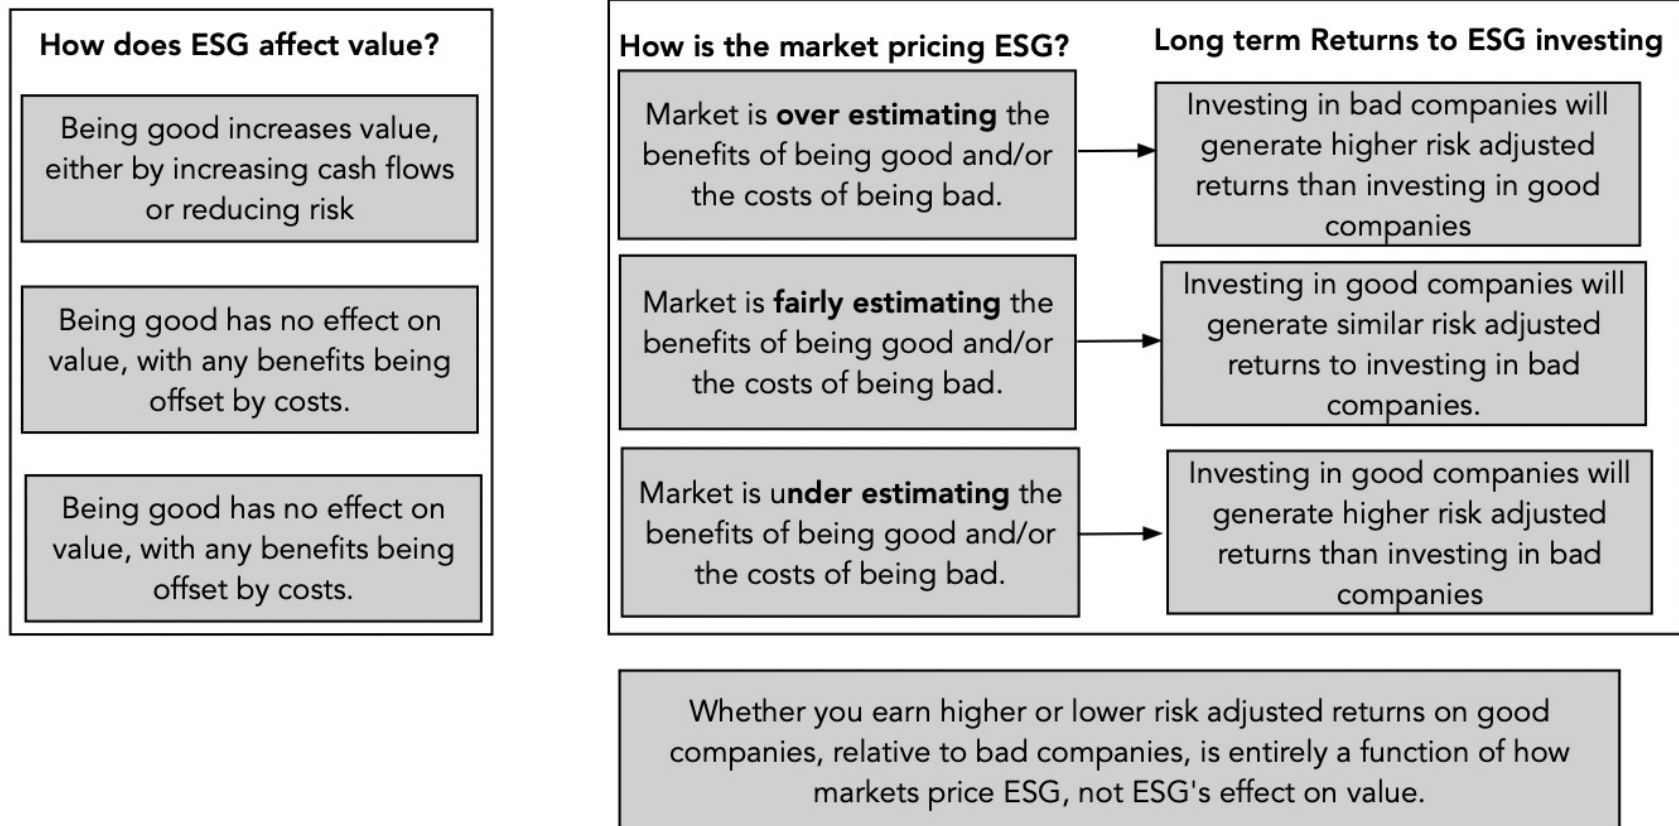 How does ESG affect value?
Being good increases value,
either by increasing cash flows
or reducing risk
Being good has no effect on
value, with any benefits being
offset by costs.
Being good has no effect on
value, with any benefits being
offset by costs.
How is the market pricing ESG?
Long term Returns to ESG investing
Market is over estimating the
benefits of being good and/or
the costs of being bad.
Investing in bad companies will
generate higher risk adjusted
returns than investing in good
companies
Market is fairly estimating the
benefits of being good and/or
the costs of being bad.
Investing in good companies will
generate similar risk adjusted
returns to investing in bad
companies.
Market is under estimating the
benefits of being good and/or
the costs of being bad.
Investing in good companies will
generate higher risk adjusted
returns than investing in bad
companies
Whether you earn higher or lower risk adjusted returns on good
companies, relative to bad companies, is entirely a function of how
markets price ESG, not ESG's effect on value.